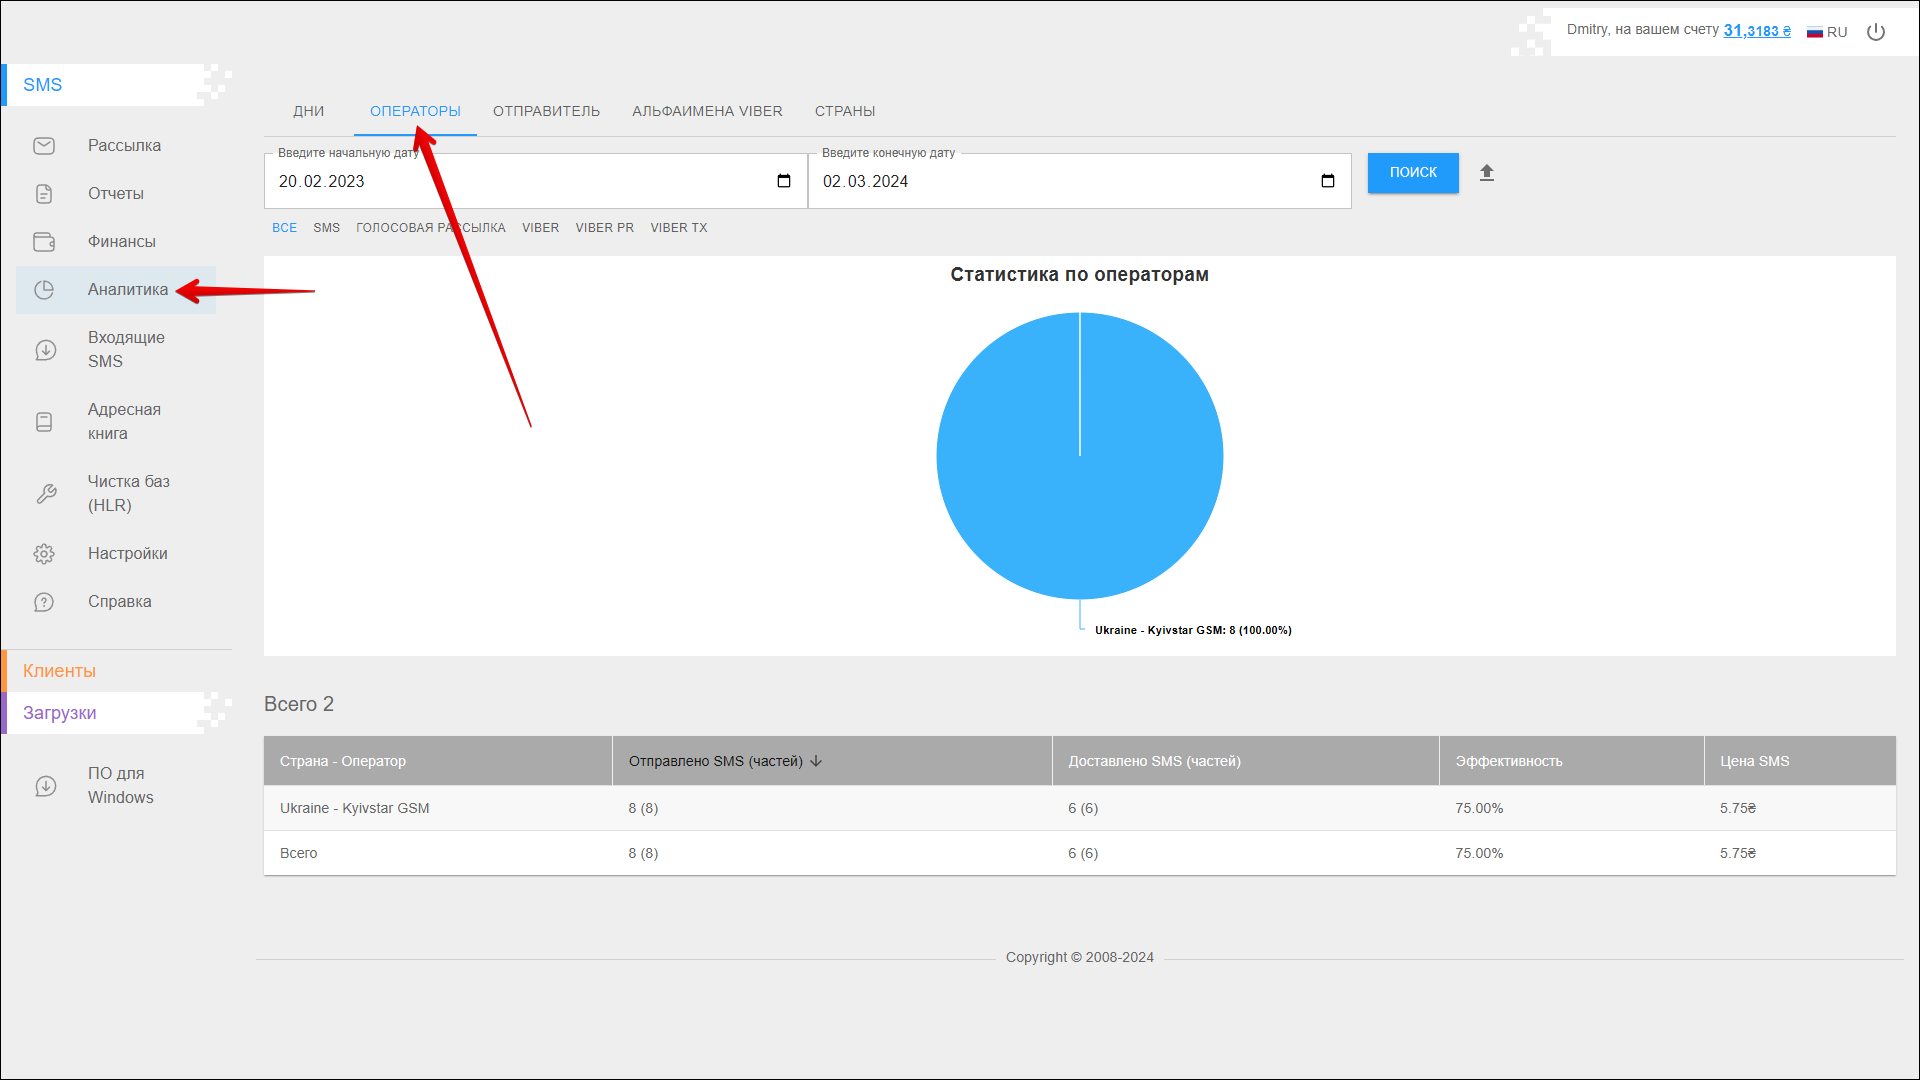 Dmitry, на вашем счету 31,3183 ₴ RU
SMS
Рассылка
Отчеты
Финансы
Аналитика
Входящие
SMS
Адресная
книга
Чистка баз
(HLR)
Настройки
Справка
Клиенты
Загрузки
ПО для
Windows
ДНИ ОПЕРАТОРЫ ОТПРАВИТЕЛЬ АЛЬФАИМЕНА VIBER СТРАНЫ
Введите начальную дату Введите конечную дату
20.02.2023 02.03.2024 ПОИСК
ВСЕ SMS ГОЛОСОВАЯ РАССЫЛКА VIBER VIBER PR VIBER TX
Статистика по операторам
Ukraine - Kyivstar GSM: 8 (100.00%)
Всего 2
Страна - Оператор Отправлено SMS (частей) Доставлено SMS (частей) Эффективность Цена SMS
Ukraine - Kyivstar GSM 8 (8) 6 (6) 75.00% 5.75₴
Всего 8 (8) 6 (6) 75.00% 5.75₴
Copyright © 2008-2024